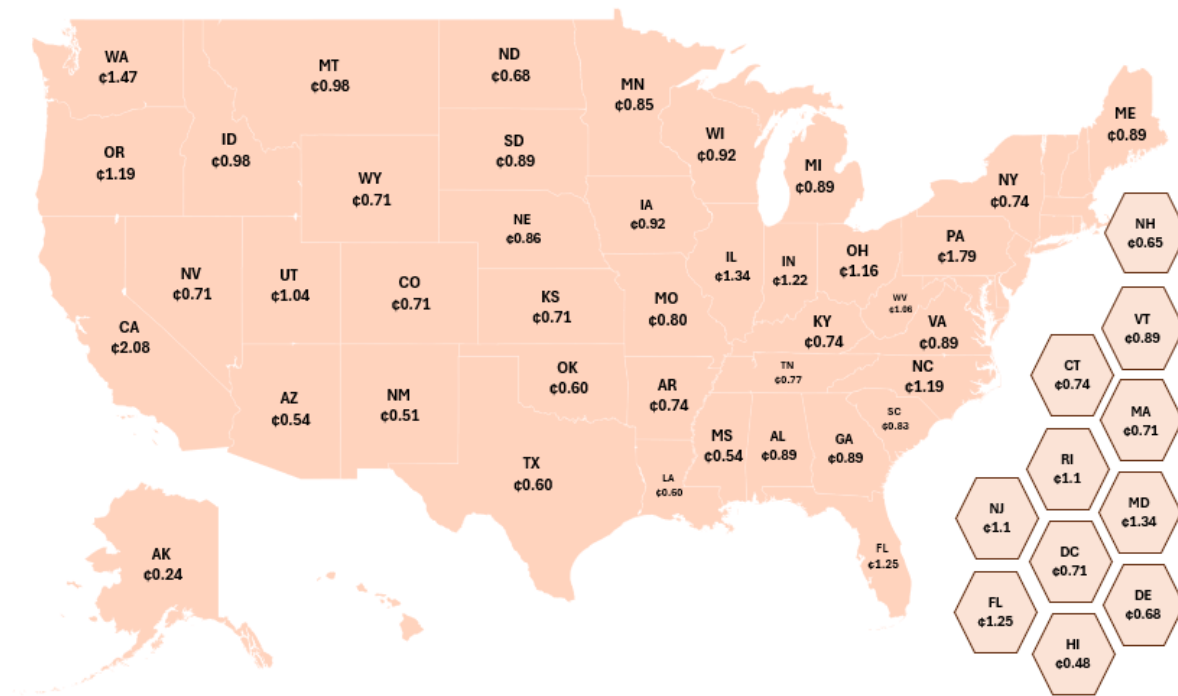 WA
¢1.47
MT
¢0.98
ND
¢0.68
MN
¢0.85
ME
¢0.89
OR
¢1.19
ID
¢0.98
SD
¢0.89
WI
¢0.92
MI
¢0.89
WY
¢0.71
NY
¢0.74
NE
¢0.86
IA
¢0.92
NH
¢0.65
PA
¢1.79
NV
¢0.71
UT
¢1.04
CO
¢0.71
IL
¢1.34
IN
¢1.22
OH
¢1.16
KS
¢0.71
MO
¢0.80
WV
¢1.06
CA
¢2.08
KY
¢0.74
VA
¢0.89
VT
¢0.89
AZ
¢0.54
NM
¢0.51
OK
¢0.60
AR
¢0.74
TN
¢0.77
NC
¢1.19
CT
¢0.74
SC
¢0.83
MA
¢0.71
MS
¢0.54
AL
¢0.89
GA
¢0.89
TX
¢0.60
LA
¢0.60
RI
¢1.1
NJ
¢1.1
MD
¢1.34
AK
¢0.24
FL
¢1.25
DC
¢0.71
FL
¢1.25
DE
¢0.68
HI
¢0.48